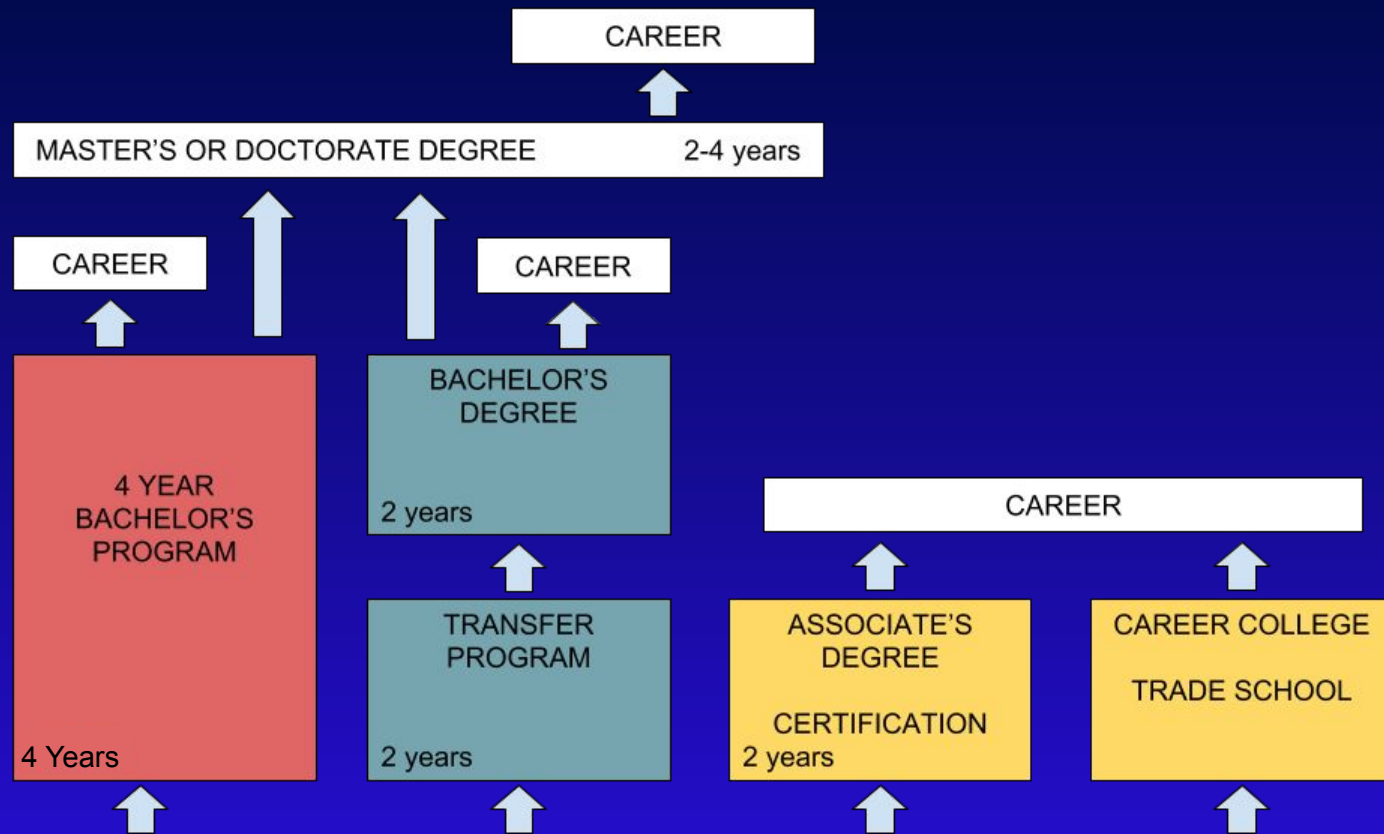 CAREER
MASTER'S OR DOCTORATE DEGREE 2-4 years
CAREER
CAREER
4 YEAR
BACHELOR'S
PROGRAM
4 Years
BACHELOR'S
DEGREE
2 years
TRANSFER
PROGRAM
2 years
CAREER
ASSOCIATE'S
DEGREE
CERTIFICATION
2 years
CAREER COLLEGE
TRADE SCHOOL